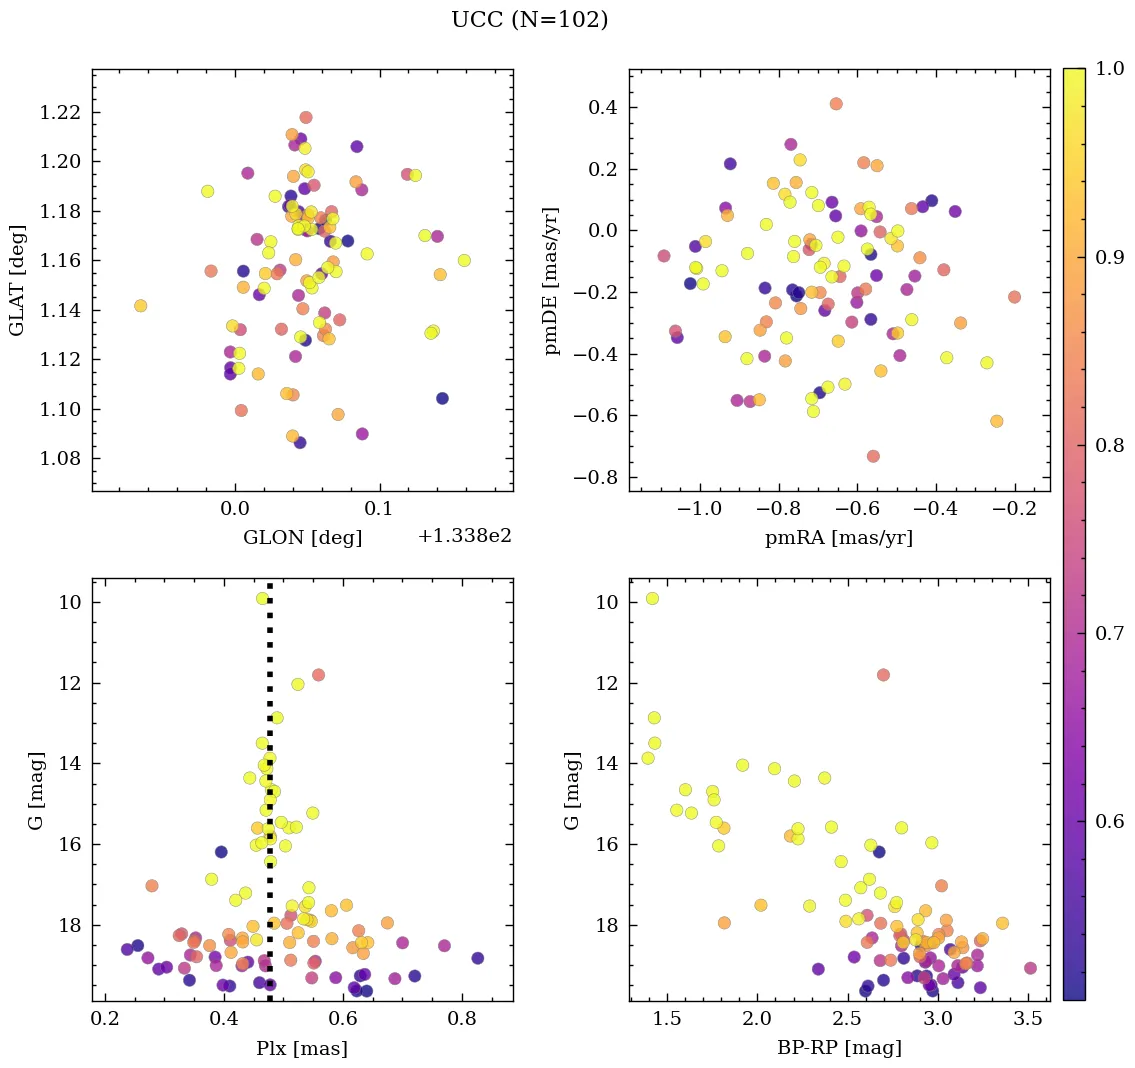 UCC (N=102)
1.22
1.20
1.18
1.16
1.14
1.12
1.10
1.08
GLAT [deg]
0.0 0.1
GLON [deg]
+1.338e2
0.4
0.2
0.0
−0.2
−0.4
−0.6
−0.8
pmDE [mas/yr]
−1.0 −0.8 −0.6 −0.4 −0.2
pmRA [mas/yr]
10
12
14
16
18
G [mag]
0.2 0.4 0.6 0.8
Plx [mas]
10
12
14
16
18
G [mag]
1.5 2.0 2.5 3.0 3.5
BP-RP [mag]
1.0
0.9
0.8
0.7
0.6